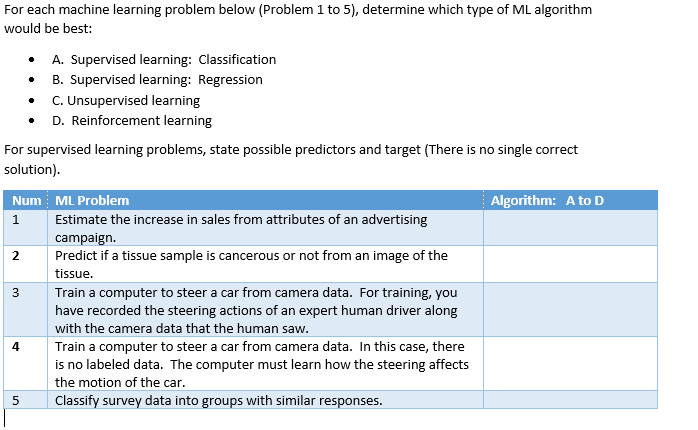 For each machine learning problem below (Problem 1 to 5), determine which type of ML algorithm
would be best:
• A. Supervised learning: Classification
• B. Supervised learning: Regression
• C. Unsupervised learning
• D. Reinforcement learning
For supervised learning problems, state possible predictors and target (There is no single correct
solution).
Num ML Problem Algorithm: A to D
1 Estimate the increase in sales from attributes of an advertising
campaign.
2 Predict if a tissue sample is cancerous or not from an image of the
tissue.
3 Train a computer to steer a car from camera data. For training, you
have recorded the steering actions of an expert human driver along
with the camera data that the human saw.
4 Train a computer to steer a car from camera data. In this case, there
is no labeled data. The computer must learn how the steering affects
the motion of the car.
5 Classify survey data into groups with similar responses.